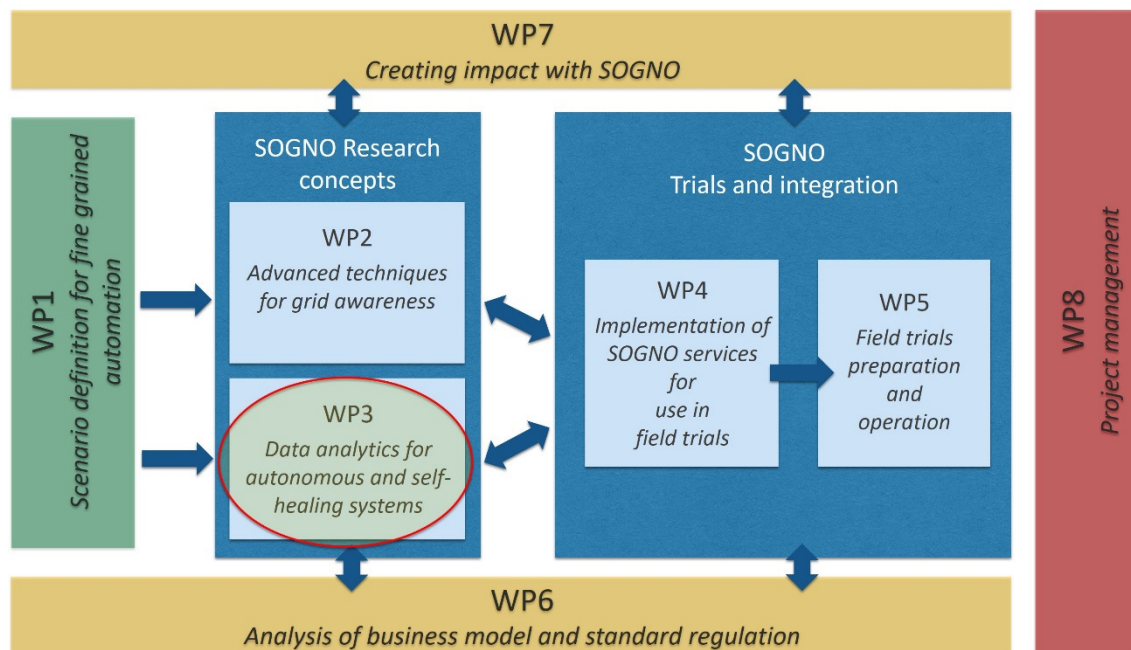 WP7
Creating impact with SOGNO
WP1
Scenario definition for fine grained
automation
SOGNO Research
concepts
WP2
Advanced techniques
for grid awareness
WP3
Data analytics for
autonomous and self-
healing systems
SOGNO
Trials and integration
WP4
Implementation of
SOGNO services
for
use in
field trials
WP5
Field trials
preparation
and
operation
WP6
Analysis of business model and standard regulation
WP8
Project management